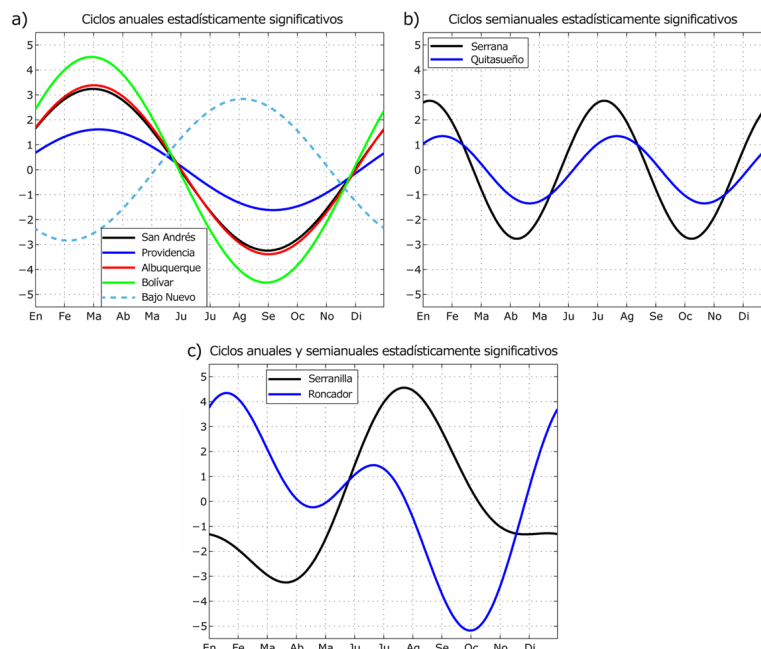 a) Ciclos anuales estadísticamente significativos
5
4
3
2
1
0
−1
−2
−3
−4
−5
San Andrés
Providencia
Albuquerque
Bolívar
Bajo Nuevo
En Fe Ma Ab Ma Ju Ju Ag Se Oc No Di
b) Ciclos semianuales estadísticamente significativos
Serrana
Quitasueño
5
4
3
2
1
0
−1
−2
−3
−4
−5
En Fe Ma Ab Ma Ju Ju Ag Se Oc No Di
c) Ciclos anuales y semianuales estadísticamente significativos
Serranilla
Roncador
5
4
3
2
1
0
−1
−2
−3
−4
−5
En Fe Ma Ab Ma Ju Ju Ag Se Oc No Di